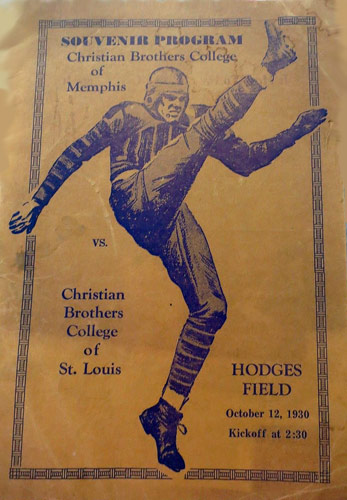 SOUVENIR PROGRAM
Christian Brothers College
of
Memphis
VS.
Christian
Brothers
College
of
St. Louis
HODGES
FIELD
October 12, 1930
Kickoff at 2:30